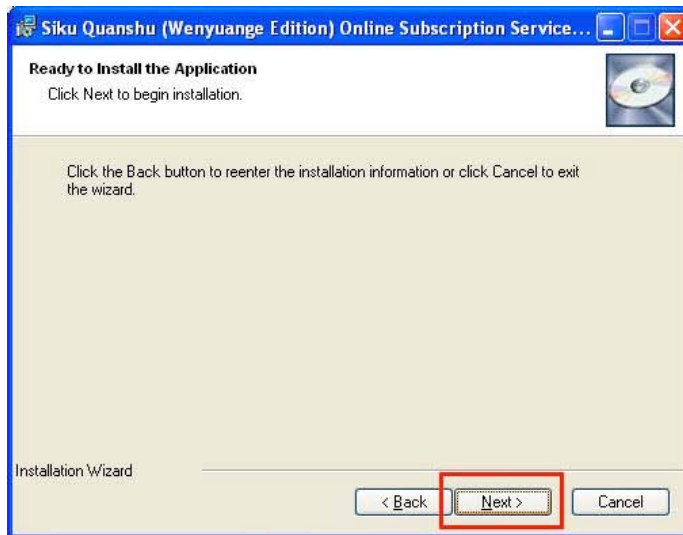 Siku Quanshu (Wenyuange Edition) Online Subscription Service...
Ready to Install the Application
Click Next to begin installation.
Click the Back button to reenter the installation information or click Cancel to exit
the wizard.
Installation Wizard
< Back
Next >
Cancel